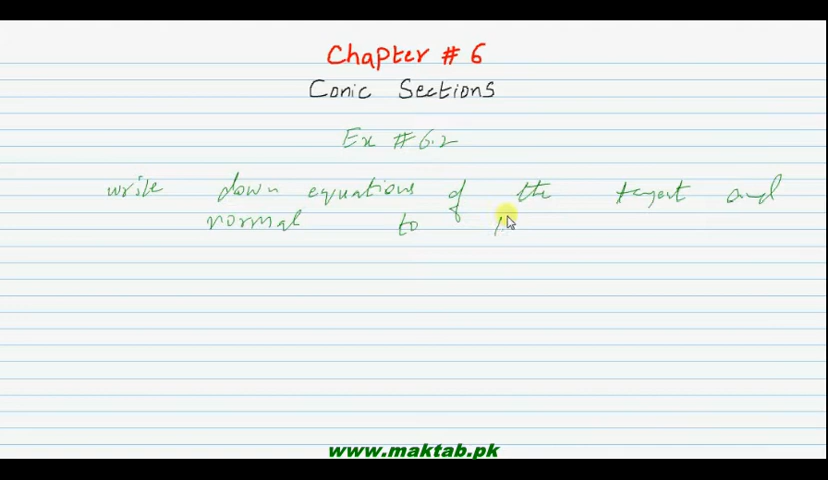 Chapter # 6
Conic Sections
Ex # 6.2
write down equations of the tangent and
normal to
www.maktab.pk